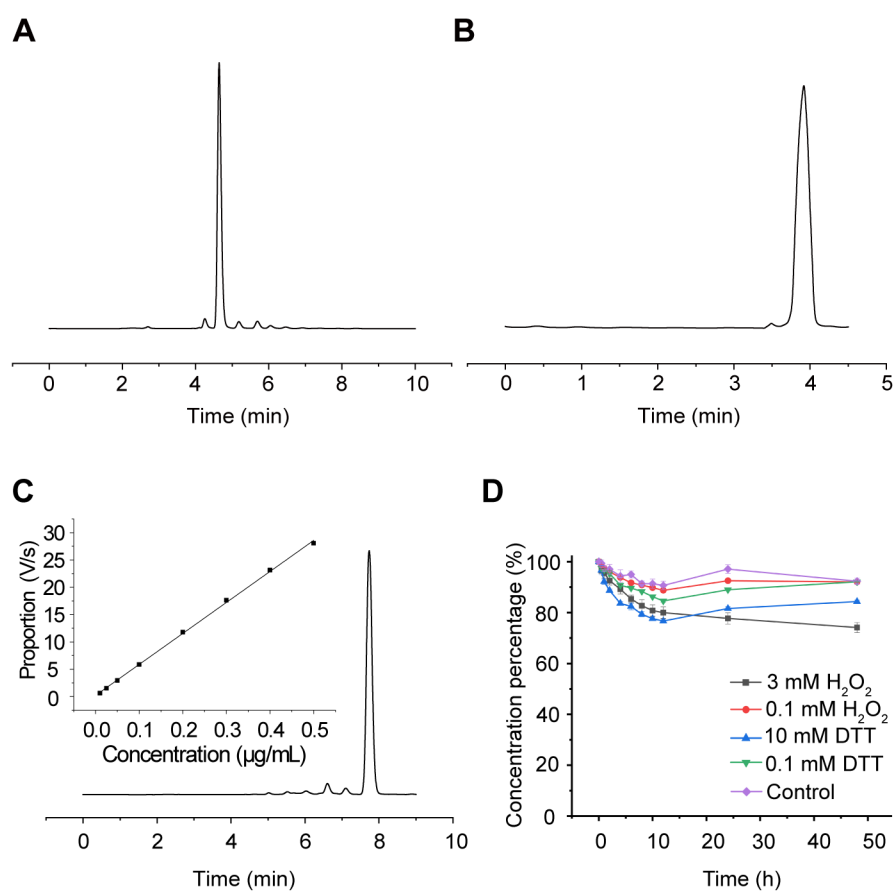 A
0 2 4 6 8 10
Time (min)
B
0 1 2 3 4 5
Time (min)
C
30
25
20
15
10
5
0
Proportion (V/s)
0.0 0.1 0.2 0.3 0.4 0.5
Concentration (μg/mL)
0 2 4 6 8 10
Time (min)
D
100
80
60
40
20
0
Concentration percentage (%)
3 mM H₂O₂
0.1 mM H₂O₂
10 mM DTT
0.1 mM DTT
Control
0 10 20 30 40 50
Time (h)